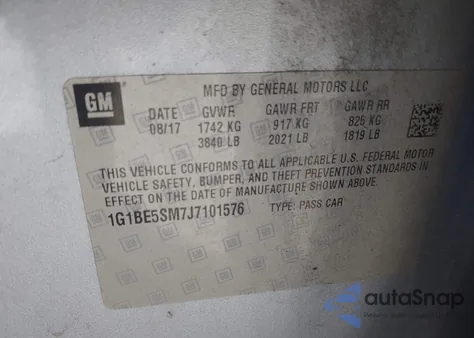 MFD BY GENERAL MOTORS LLC
GM
DATE GVWR GAWR FRT GAWR RR
08/17 1742 KG 917 KG 825 KG
3840 LB 2021 LB 1819 LB
THIS VEHICLE CONFORMS TO ALL APPLICABLE U.S. FEDERAL MOTOR
VEHICLE SAFETY, BUMPER, AND THEFT PREVENTION STANDARDS IN
EFFECT ON THE DATE OF MANUFACTURE SHOWN ABOVE.
1G1BE5SM7J7101576 TYPE: PASS CAR
autoSnap